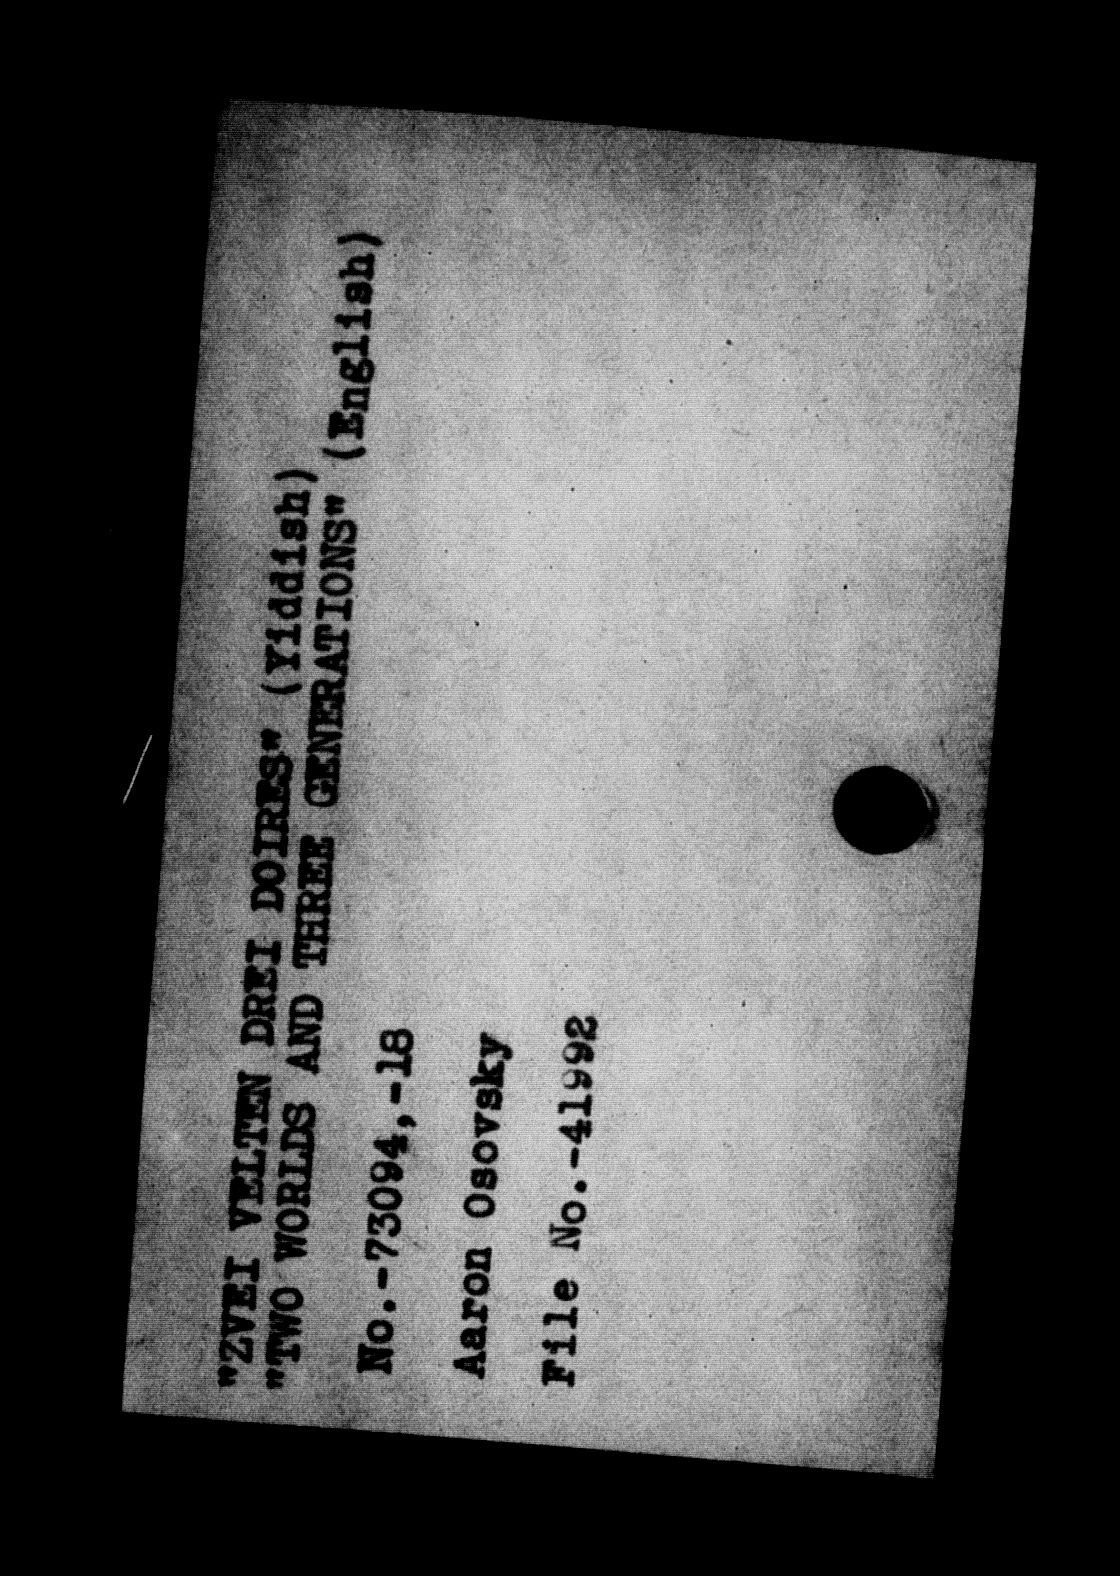 "ZVEI VELTEN DREI DOIRES" (Yiddish)
"TWO WORLDS AND THREE GENERATIONS" (English)
No.-73094,-18
Aaron Osovsky
File No.-41992